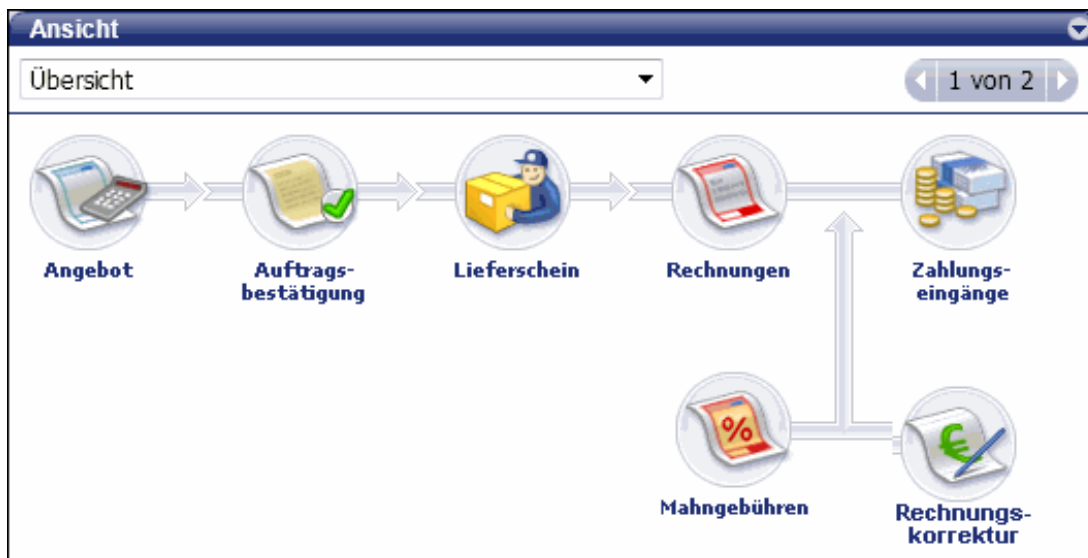 Ansicht
Übersicht
1 von 2
Angebot
Auftrags-
bestätigung
Lieferschein
Rechnungen
Zahlungs-
eingänge
%
€
Mahngebühren
Rechnungs-
korrektur